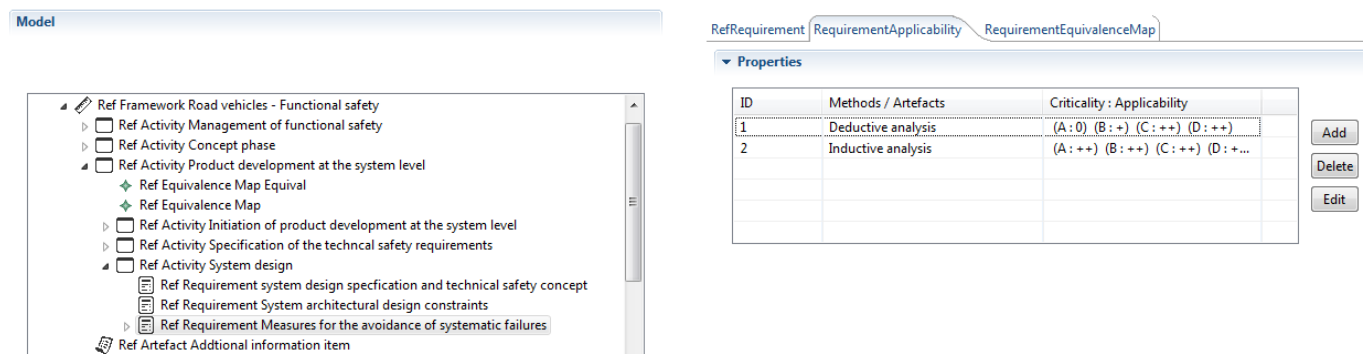 Model
Ref Framework Road vehicles - Functional safety
Ref Activity Management of functional safety
Ref Activity Concept phase
Ref Activity Product development at the system level
Ref Equivalence Map Equival
Ref Equivalence Map
Ref Activity Initiation of product development at the system level
Ref Activity Specification of the techncal safety requirements
Ref Activity System design
Ref Requirement system design specfication and technical safety concept
Ref Requirement System architectural design constraints
Ref Requirement Measures for the avoidance of systematic failures
Ref Artefact Addtional information item
RefRequirement RequirementApplicability RequirementEquivalenceMap
Properties
ID Methods / Artefacts Criticality : Applicability
1 Deductive analysis (A : 0) (B : +) (C : ++) (D : ++)
2 Inductive analysis (A : ++) (B : ++) (C : ++) (D : +...
Add
Delete
Edit